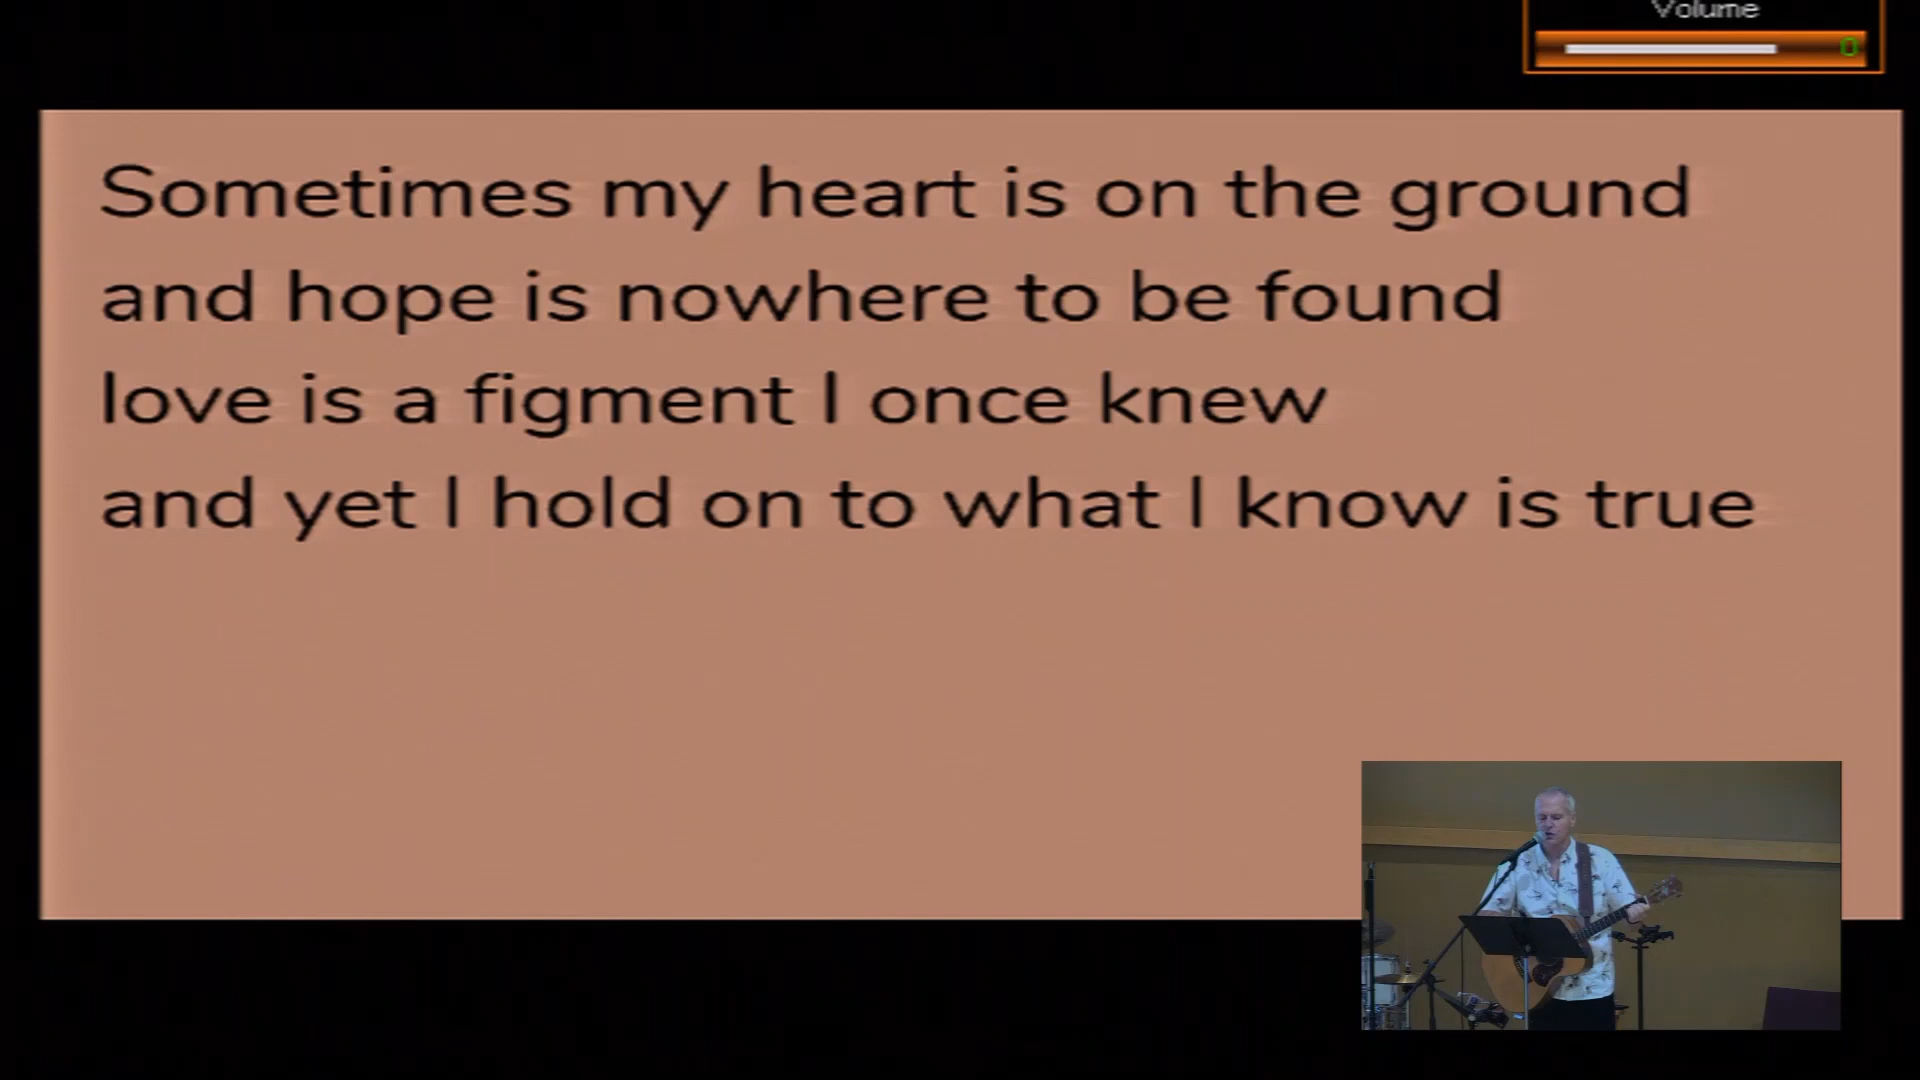 Volume
0
Sometimes my heart is on the ground
and hope is nowhere to be found
love is a figment I once knew
and yet I hold on to what I know is true